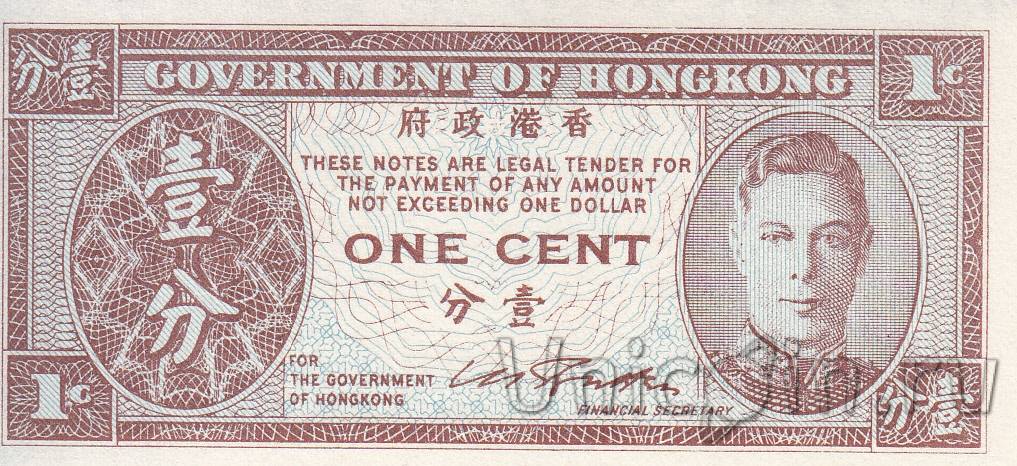 壹分
GOVERNMENT OF HONGKONG
1C
香港政府
壹分
THESE NOTES ARE LEGAL TENDER FOR
THE PAYMENT OF ANY AMOUNT
NOT EXCEEDING ONE DOLLAR
ONE CENT
壹分
FOR
THE GOVERNMENT
OF HONGKONG
FINANCIAL SECRETARY
1C
壹分